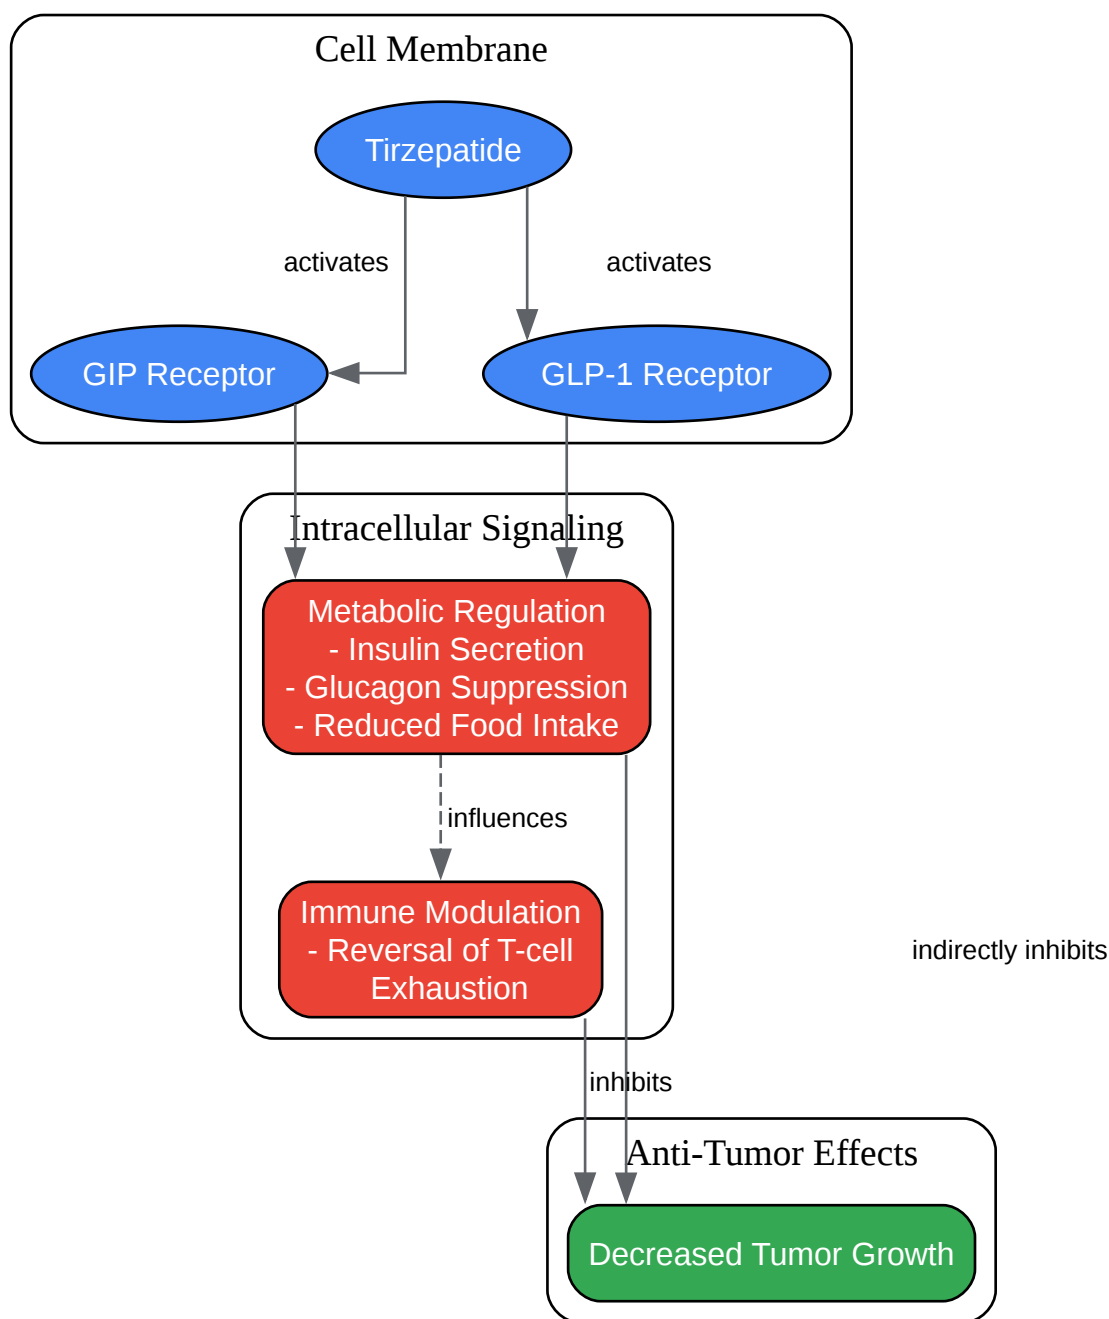 Cell Membrane
Tirzepatide
activates
activates
GIP Receptor
GLP-1 Receptor
Intracellular Signaling
Metabolic Regulation
- Insulin Secretion
- Glucagon Suppression
- Reduced Food Intake
influences
Immune Modulation
- Reversal of T-cell
Exhaustion
indirectly inhibits
inhibits
Anti-Tumor Effects
Decreased Tumor Growth